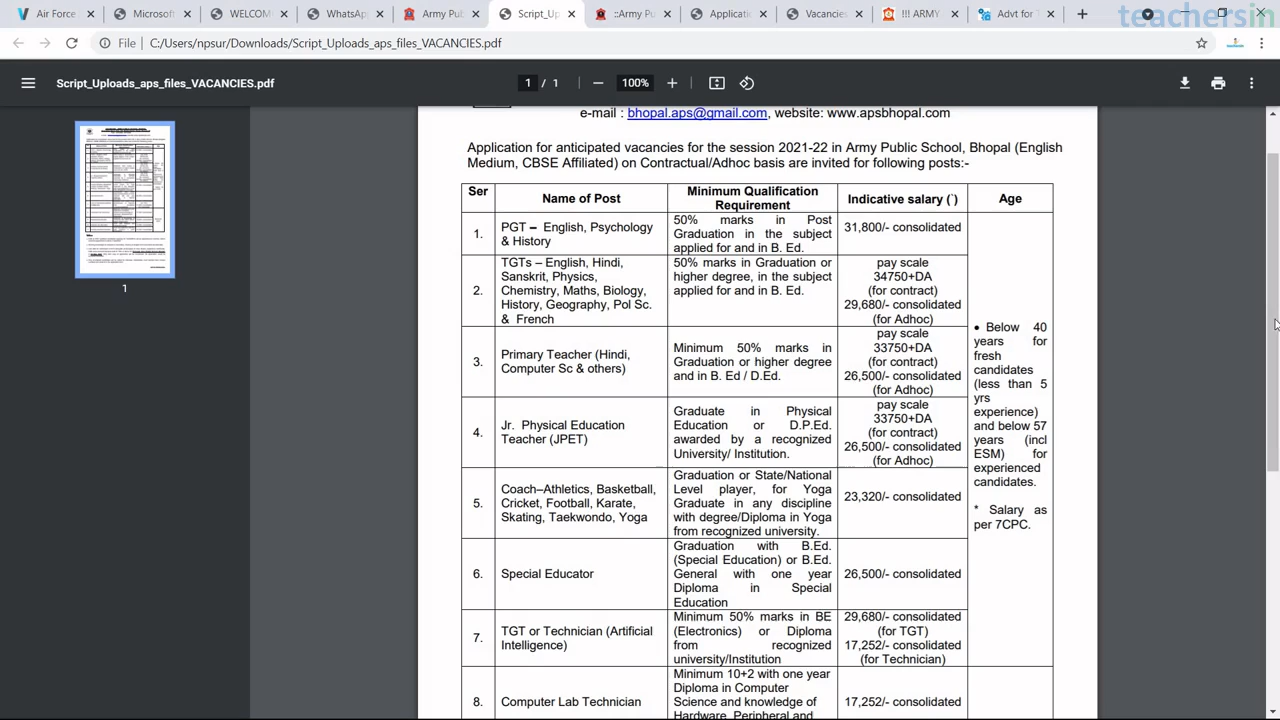 Air Force
Microsoft
WELCOM
WhatsApp
Army Pub
Script_Up
::Army Pu
Applicatio
Vacancies
!!! ARMY
Advt for T
teachersin
File
C:/Users/npsur/Downloads/Script_Uploads_aps_files_VACANCIES.pdf
Script_Uploads_aps_files_VACANCIES.pdf
1 / 1
100%
1
e-mail : bhopal.aps@gmail.com, website: www.apsbhopal.com
Application for anticipated vacancies for the session 2021-22 in Army Public School, Bhopal (English
Medium, CBSE Affiliated) on Contractual/Adhoc basis are invited for following posts:-
Ser
Name of Post
Minimum Qualification
Requirement
Indicative salary (`)
Age
1.
PGT – English, Psychology
& History
50% marks in Post
Graduation in the subject
applied for and in B. Ed.
31,800/- consolidated
2.
TGTs – English, Hindi,
Sanskrit, Physics,
Chemistry, Maths, Biology,
History, Geography, Pol Sc.
& French
50% marks in Graduation or
higher degree, in the subject
applied for and in B. Ed.
pay scale
34750+DA
(for contract)
29,680/- consolidated
(for Adhoc)
3.
Primary Teacher (Hindi,
Computer Sc & others)
Minimum 50% marks in
Graduation or higher degree
and in B. Ed / D.Ed.
pay scale
33750+DA
(for contract)
26,500/- consolidated
(for Adhoc)
4.
Jr. Physical Education
Teacher (JPET)
Graduate in Physical
Education or D.P.Ed.
awarded by a recognized
University/ Institution.
pay scale
33750+DA
(for contract)
26,500/- consolidated
(for Adhoc)
5.
Coach–Athletics, Basketball,
Cricket, Football, Karate,
Skating, Taekwondo, Yoga
Graduation or State/National
Level player, for Yoga
Graduate in any discipline
with degree/Diploma in Yoga
from recognized university.
23,320/- consolidated
6.
Special Educator
Graduation with B.Ed.
(Special Education) or B.Ed.
General with one year
Diploma in Special
Education
26,500/- consolidated
7.
TGT or Technician (Artificial
Intelligence)
Minimum 50% marks in BE
(Electronics) or Diploma
from recognized
university/Institution
29,680/- consolidated
(for TGT)
17,252/- consolidated
(for Technician)
8.
Computer Lab Technician
Minimum 10+2 with one year
Diploma in Computer
Science and knowledge of
Hardware, Peripheral and
17,252/- consolidated
• Below 40
years for
fresh
candidates
(less than 5
yrs
experience)
and below 57
years (incl
ESM) for
experienced
candidates.
* Salary as
per 7CPC.